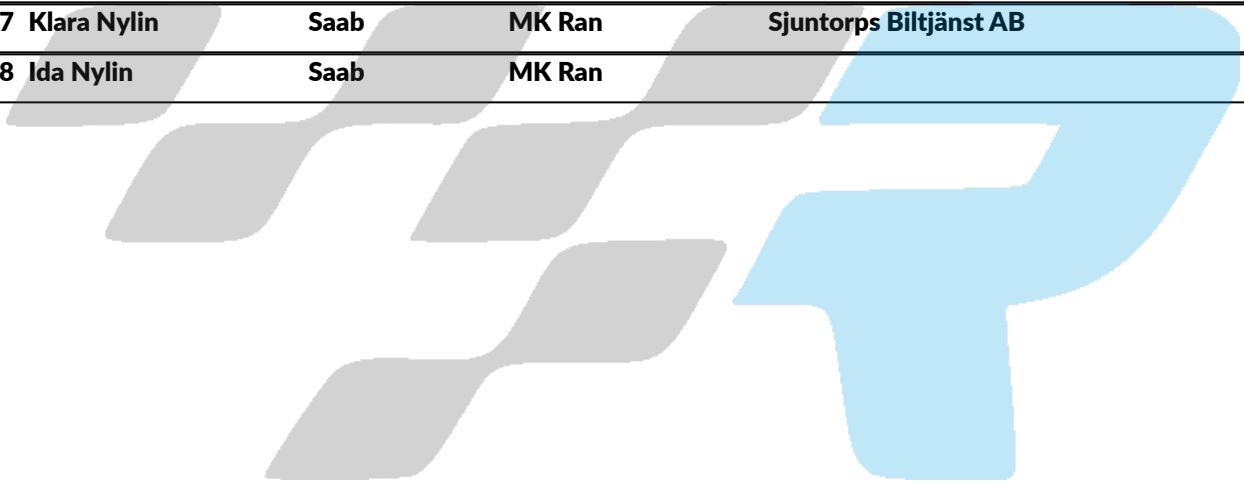 7 Klara Nylin Saab MK Ran Sjuntorps Biltjänst AB
8 Ida Nylin Saab MK Ran